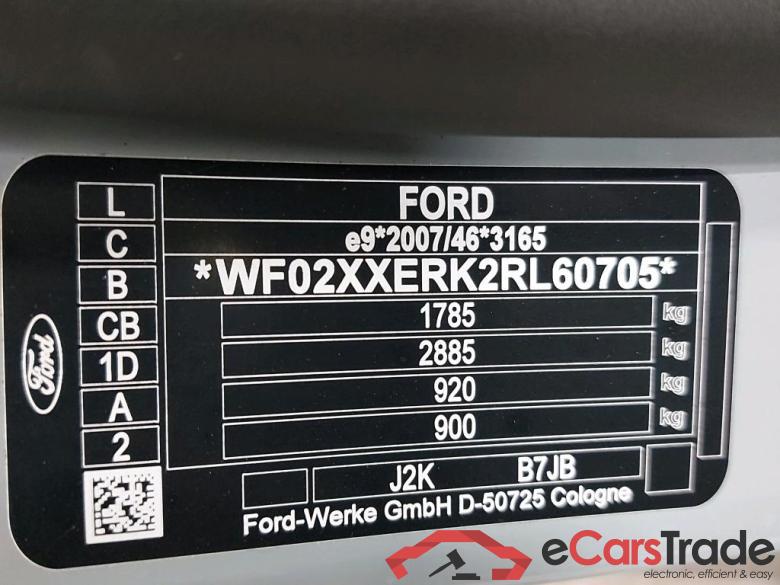 L
C
B
CB
1D
A
2
Ford
FORD
e9*2007/46*3165
*WF02XXERK2RL60705*
1785 kg
2885 kg
920 kg
900 kg
J2K B7JB
Ford-Werke GmbH D-50725 Cologne
eCarsTrade
electronic, efficient & easy